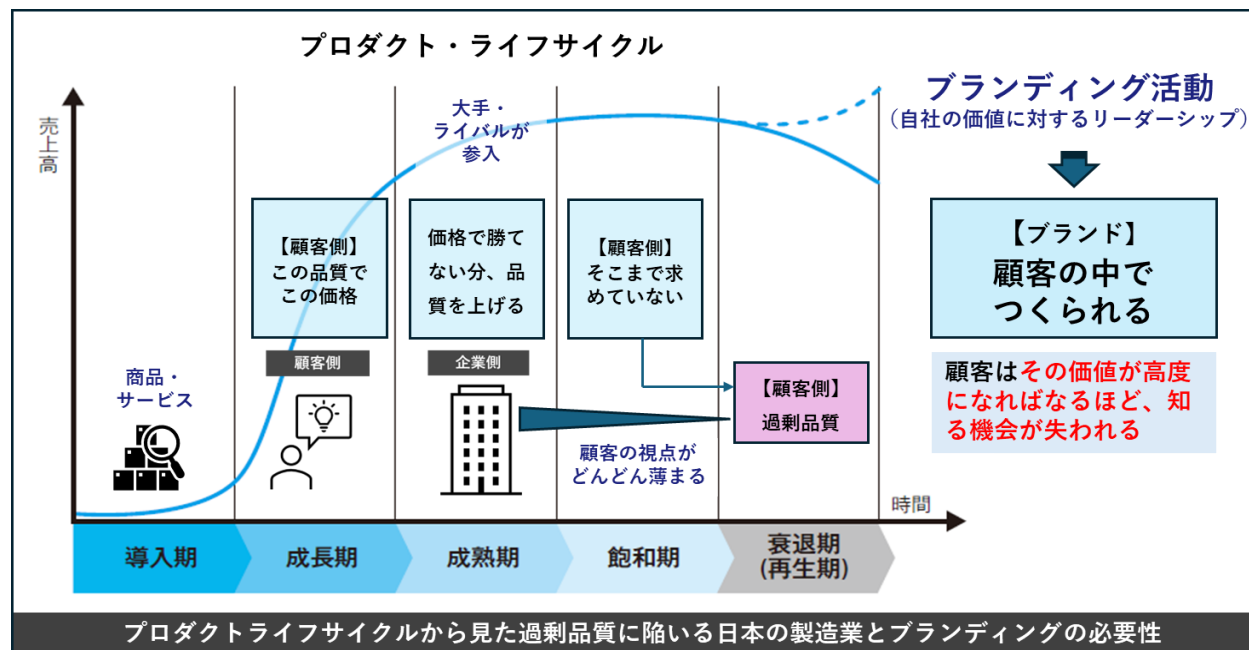 プロダクト・ライフサイクル
売上高
大手・
ライバルが
参入
ブランディング活動
（自社の価値に対するリーダーシップ）
【顧客側】
この品質で
この価格
価格で勝て
ない分、品
質を上げる
【顧客側】
そこまで求
めていない
【ブランド】
顧客の中で
つくられる
商品・
サービス
顧客側
企業側
【顧客側】
過剰品質
顧客の視点が
どんどん薄まる
顧客はその価値が高度
になればなるほど、知
る機会が失われる
時間
導入期
成長期
成熟期
飽和期
衰退期
(再生期)
プロダクトライフサイクルから見た過剰品質に陥いる日本の製造業とブランディングの必要性